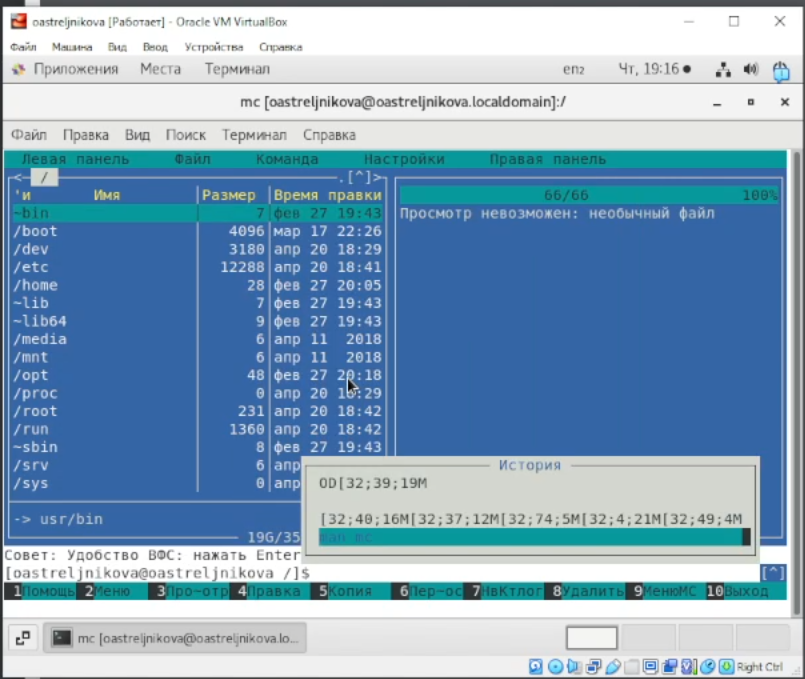 oastreljnikova [Работает] - Oracle VM VirtualBox
Файл Машина Вид Ввод Устройства Справка
Приложения Места Терминал en₂ Чт, 19:16
mc [oastreljnikova@oastreljnikova.localdomain]:/
Файл Правка Вид Поиск Терминал Справка
Левая панель Файл Команда Настройки Правая панель
<─ / .[^]>
'и Имя Размер Время правки 66/66 100%
~bin 7 фев 27 19:43 Просмотр невозможен: необычный файл
/boot 4096 мар 17 22:26
/dev 3180 апр 20 18:29
/etc 12288 апр 20 18:41
/home 28 фев 27 20:05
~lib 7 фев 27 19:43
~lib64 9 фев 27 19:43
/media 6 апр 11 2018
/mnt 6 апр 11 2018
/opt 48 фев 27 20:18
/proc 0 апр 20 18:29
/root 231 апр 20 18:42
/run 1360 апр 20 18:42
~sbin 8 фев 27 19:43
/srv 6 апр
/sys 0 апр
История
OD[32;39;19M
[32;40;16M[32;37;12M[32;74;5M[32;4;21M[32;49;4M
man mc
-> usr/bin
19G/35
Совет: Удобство ВФС: нажать Enter
[oastreljnikova@oastreljnikova /]$ [^]
1Помощь 2Меню 3Про~отр 4Правка 5Копия 6Пер~ос 7НвКтлог 8Удалить 9МенюМС 10Выход
mc [oastreljnikova@oastreljnikova.lo...
Right Ctrl